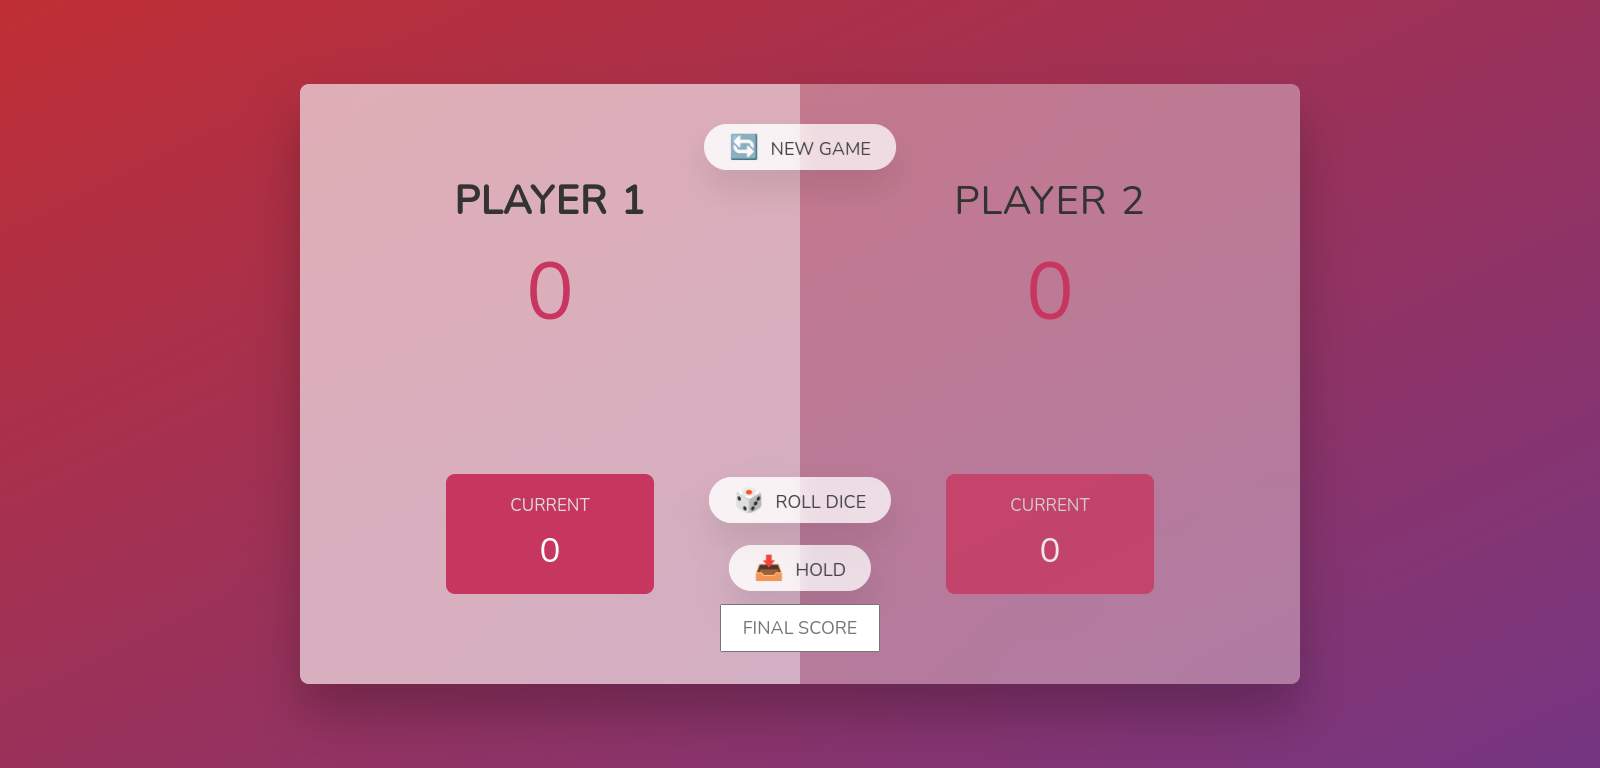 NEW GAME
PLAYER 1
0
PLAYER 2
0
CURRENT
0
ROLL DICE
HOLD
FINAL SCORE
CURRENT
0